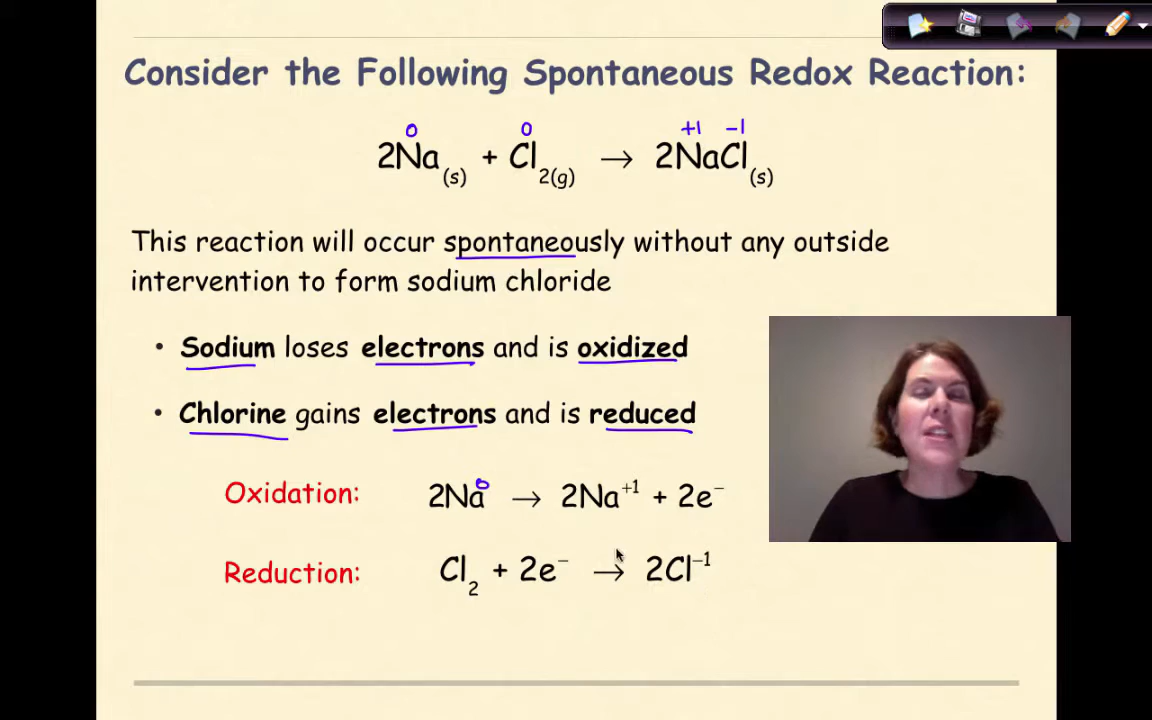 Consider the Following Spontaneous Redox Reaction:
0 0 +1 −1
2Na(s) + Cl2(g) → 2NaCl(s)
This reaction will occur spontaneously without any outside
intervention to form sodium chloride
• Sodium loses electrons and is oxidized
• Chlorine gains electrons and is reduced
Oxidation: 2Na⁰ → 2Na⁺¹ + 2e⁻
Reduction: Cl₂ + 2e⁻ → 2Cl⁻¹